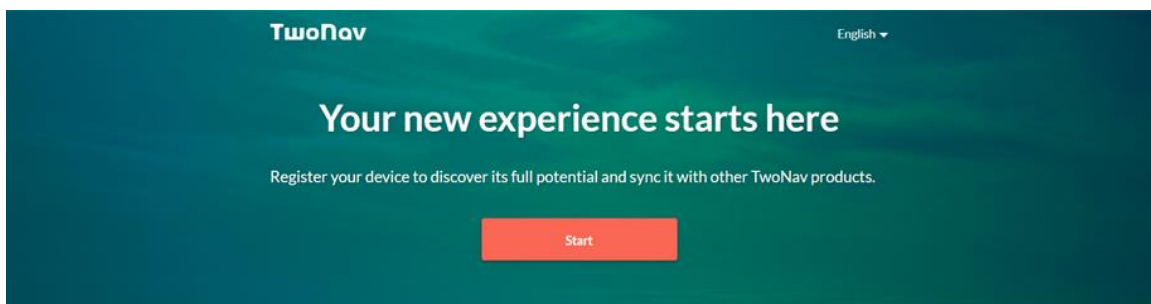 TwoNav
English
Your new experience starts here
Register your device to discover its full potential and sync it with other TwoNav products.
Start